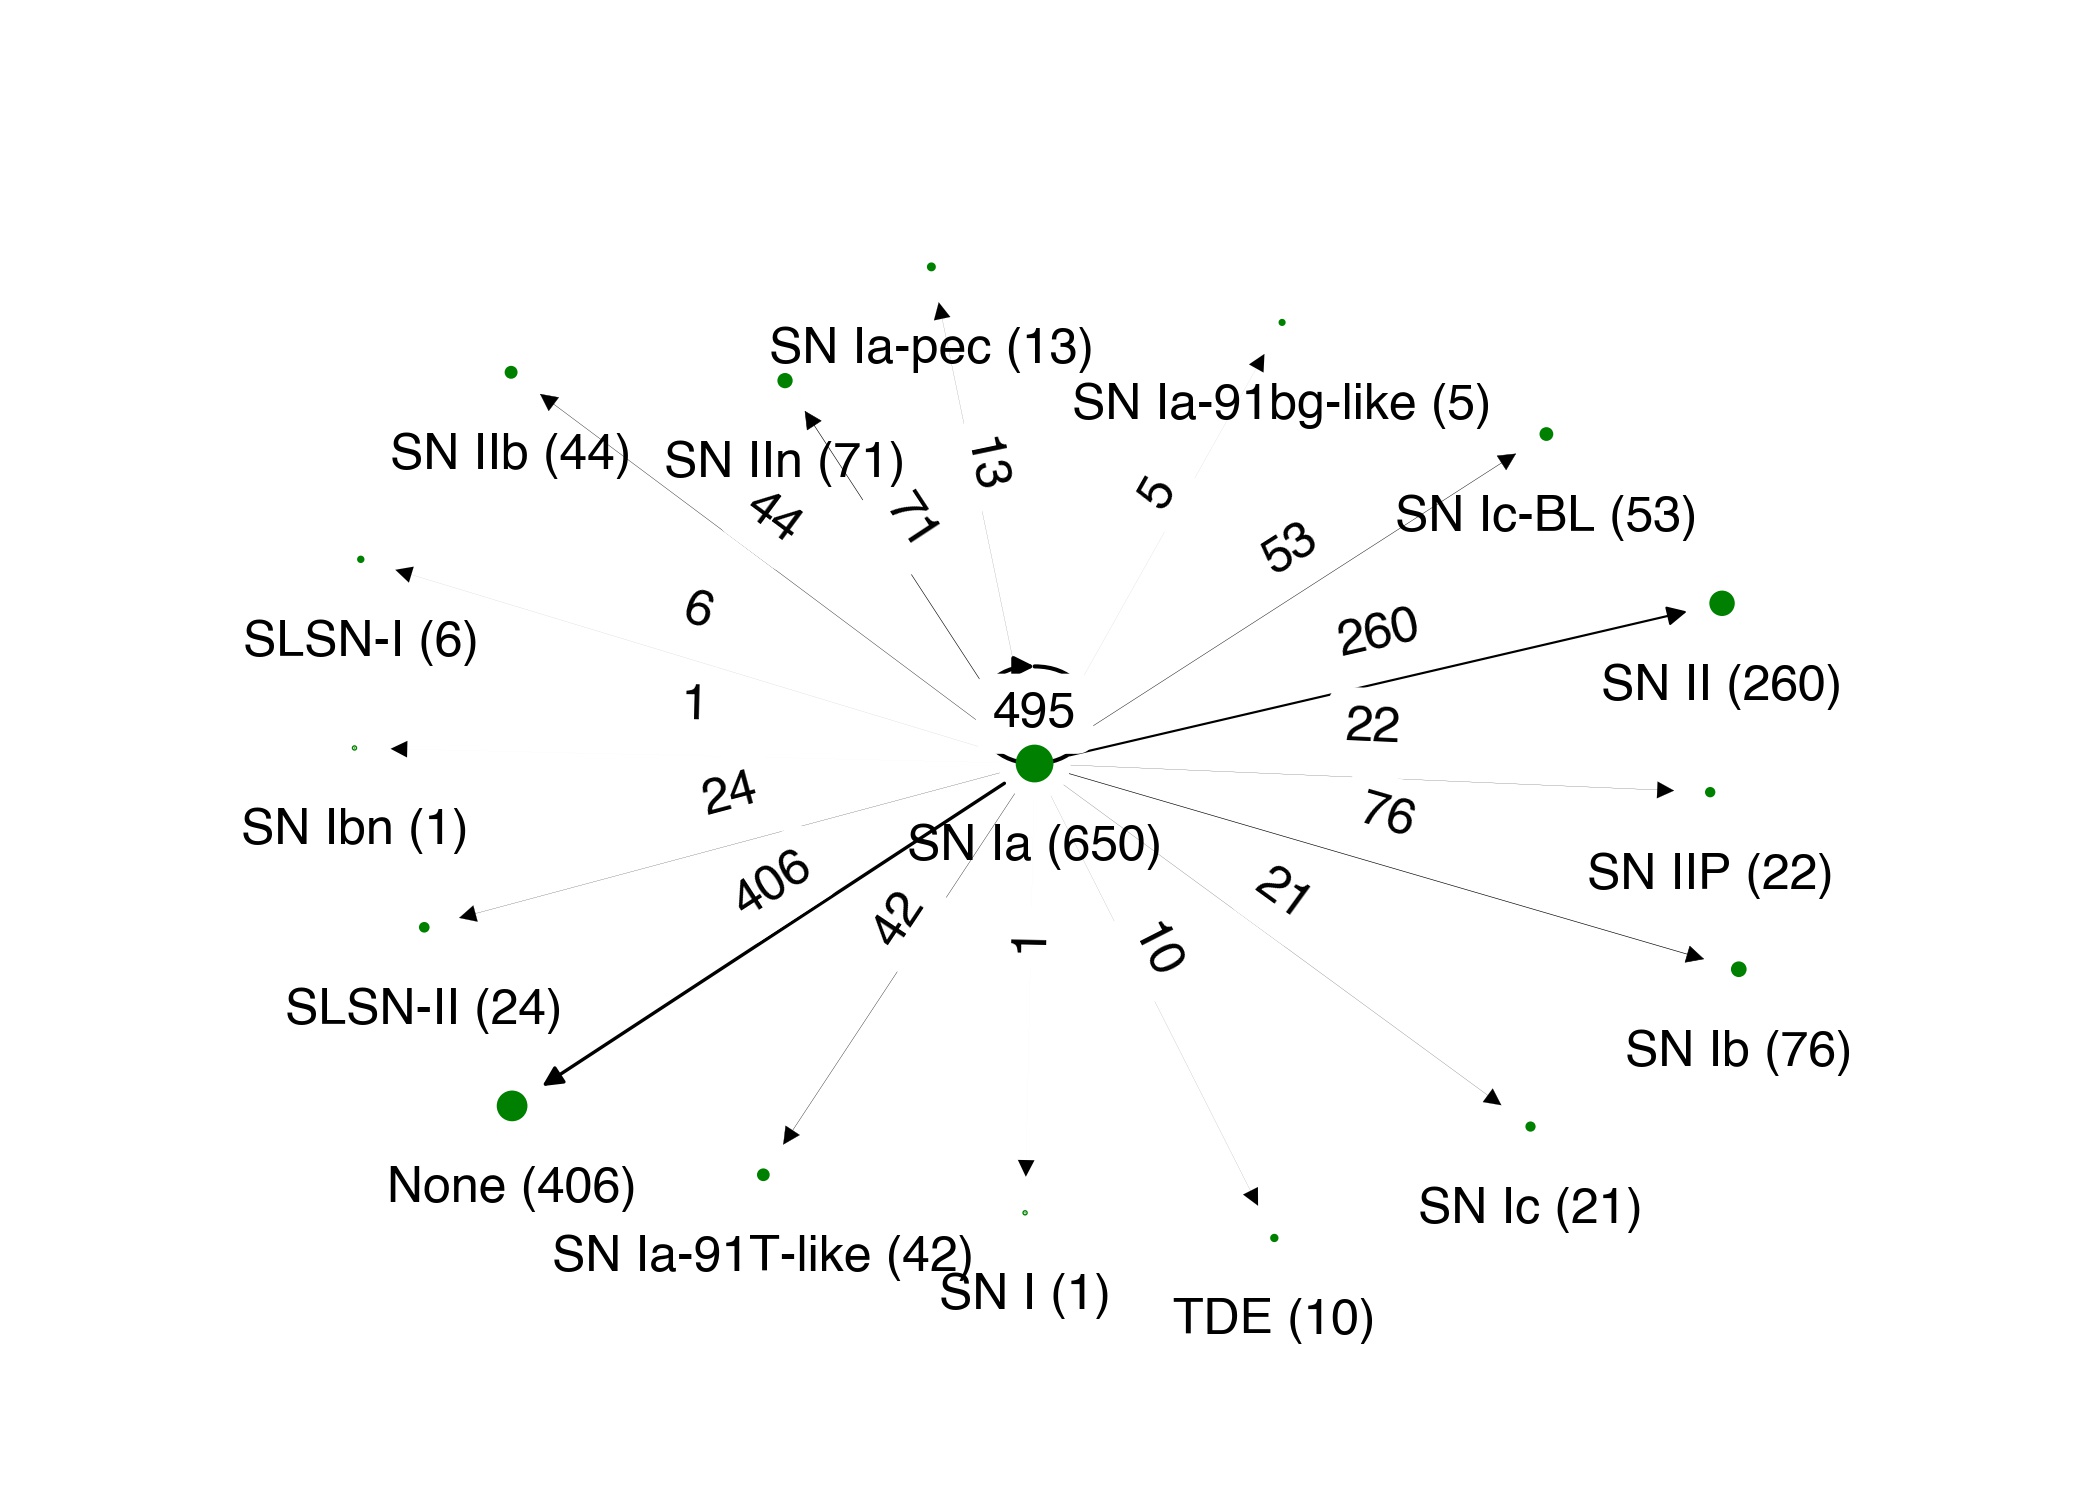 SN Ia-pec (13)
SN Ia-91bg-like (5)
SN IIb (44)
SN IIn (71)
13
5
44
71
53
SN Ic-BL (53)
6
SLSN-I (6)
260
SN II (260)
1
495
22
SN Ibn (1)
24
76
SN Ia (650)
SN IIP (22)
406
42
1
10
21
SLSN-II (24)
SN Ib (76)
None (406)
SN Ia-91T-like (42)
SN I (1)
SN Ic (21)
TDE (10)